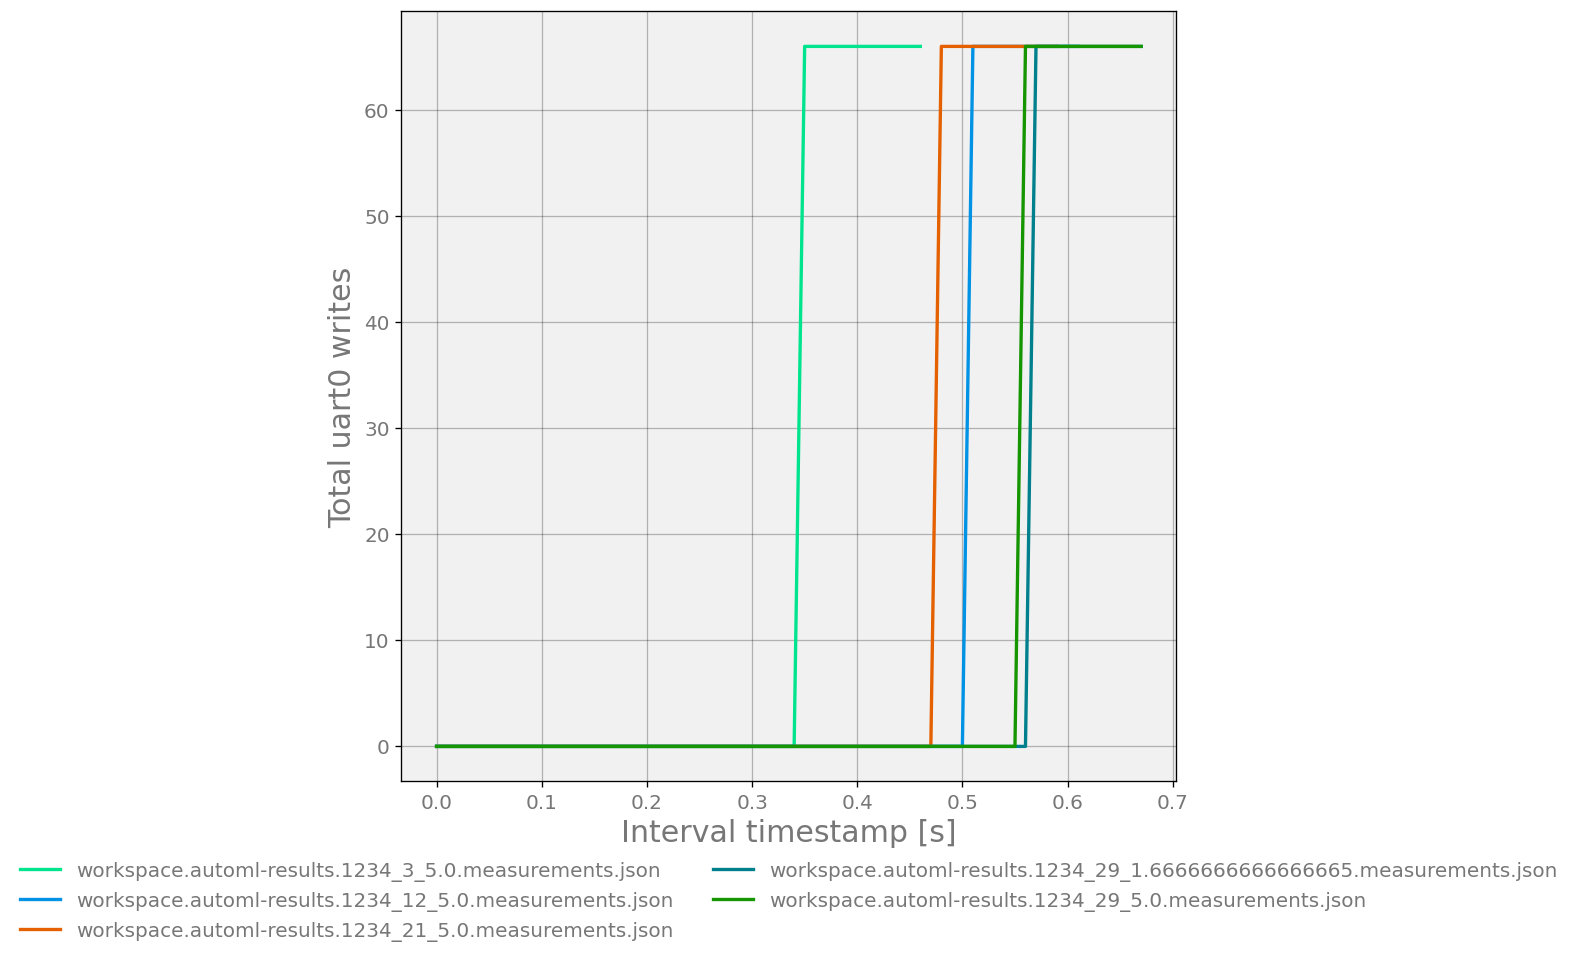 60
50
40
30
20
10
0
Total uart0 writes
0.0 0.1 0.2 0.3 0.4 0.5 0.6 0.7
Interval timestamp [s]
workspace.automl-results.1234_3_5.0.measurements.json
workspace.automl-results.1234_12_5.0.measurements.json
workspace.automl-results.1234_21_5.0.measurements.json
workspace.automl-results.1234_29_1.6666666666666665.measurements.json
workspace.automl-results.1234_29_5.0.measurements.json